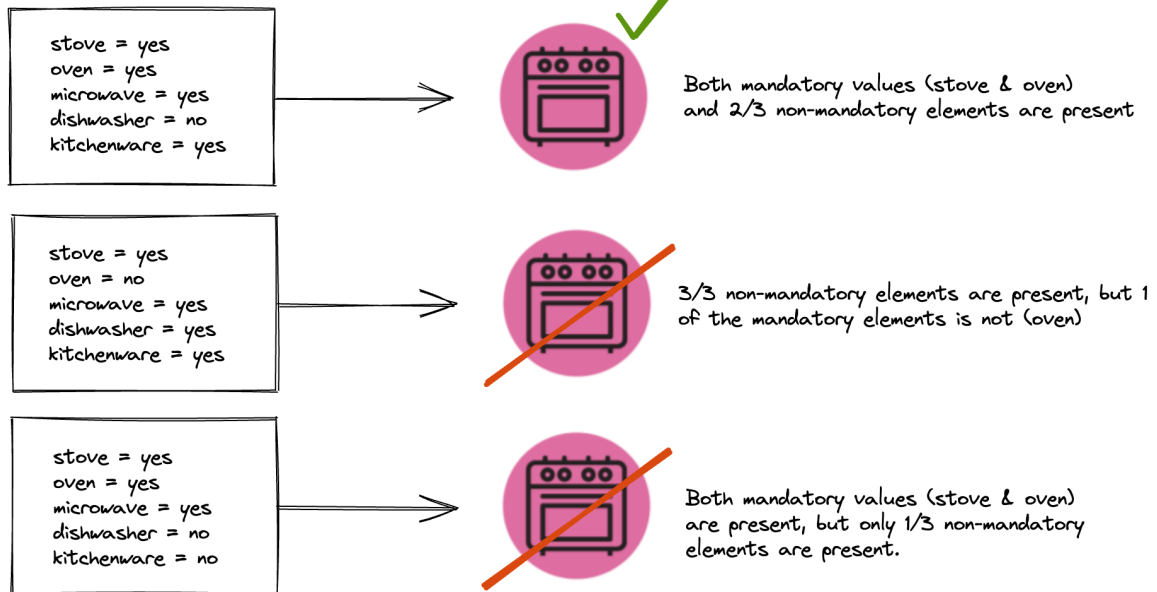 stove = yes
oven = yes
microwave = yes
dishwasher = no
kitchenware = yes
Both mandatory values (stove & oven)
and 2/3 non-mandatory elements are present
stove = yes
oven = no
microwave = yes
dishwasher = yes
kitchenware = yes
3/3 non-mandatory elements are present, but 1
of the mandatory elements is not (oven)
stove = yes
oven = yes
microwave = yes
dishwasher = no
kitchenware = no
Both mandatory values (stove & oven)
are present, but only 1/3 non-mandatory
elements are present.